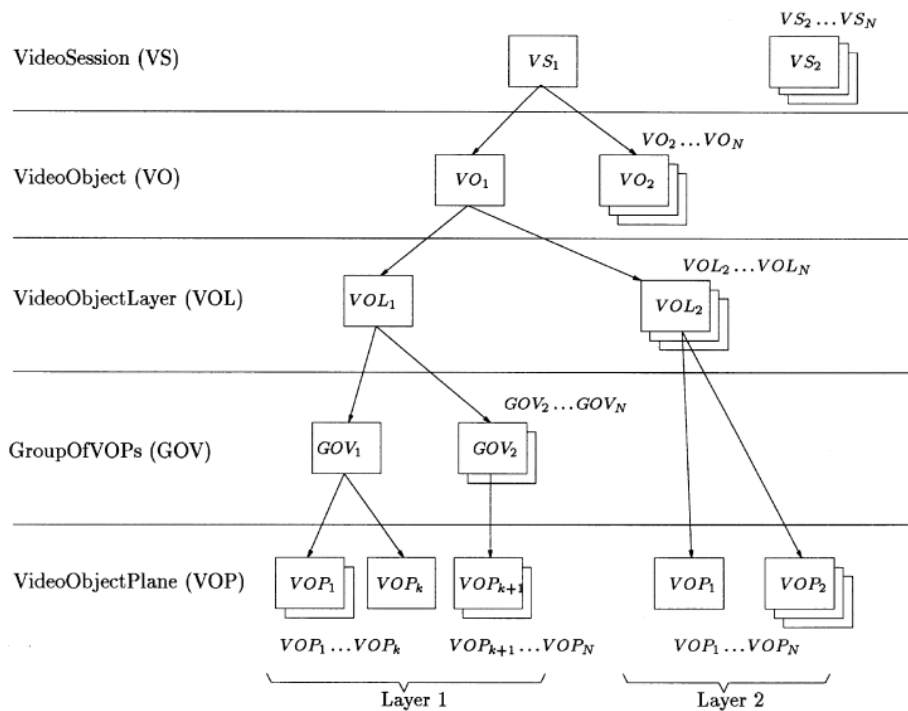 VS₂ ... VS_N
VideoSession (VS)
VS₁
VS₂
VO₂ ... VO_N
VideoObject (VO)
VO₁
VO₂
VOL₂ ... VOL_N
VideoObjectLayer (VOL)
VOL₁
VOL₂
GOV₂ ... GOV_N
GroupOfVOPs (GOV)
GOV₁
GOV₂
VideoObjectPlane (VOP)
VOP₁
VOP_k
VOP_{k+1}
VOP₁
VOP₂
VOP₁ ... VOP_k
VOP_{k+1} ... VOP_N
VOP₁ ... VOP_N
Layer 1
Layer 2